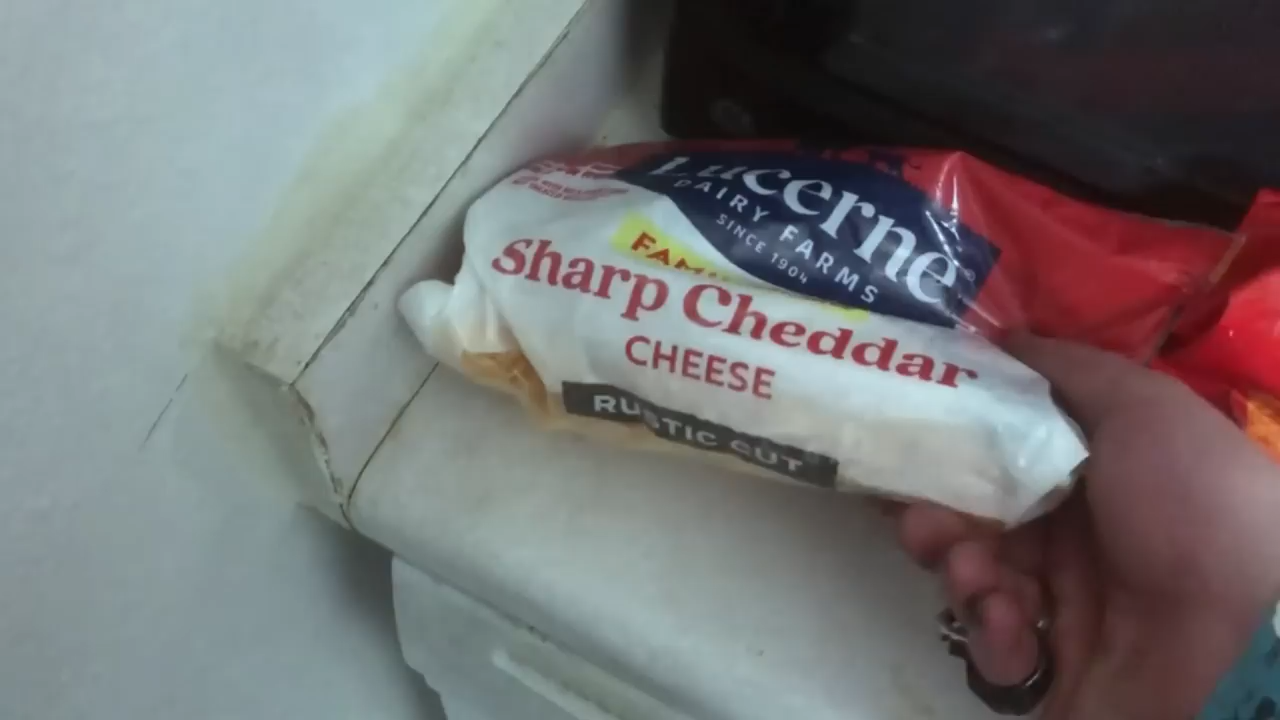 Lucerne
DAIRY FARMS
SINCE 1904
Sharp Cheddar
CHEESE
RUSTIC CUT